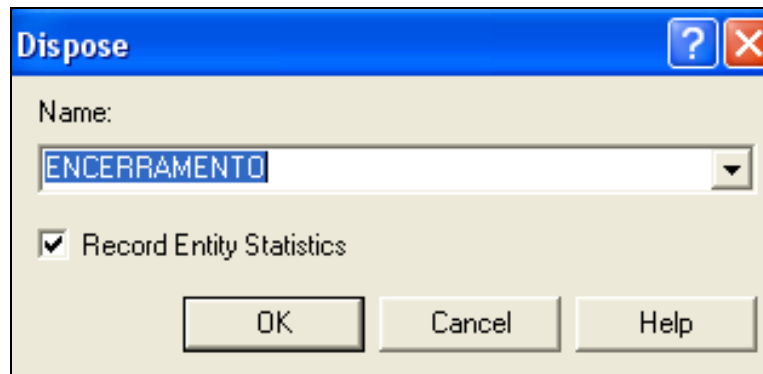 Dispose
Name:
ENCERRAMENTO
Record Entity Statistics
OK Cancel Help